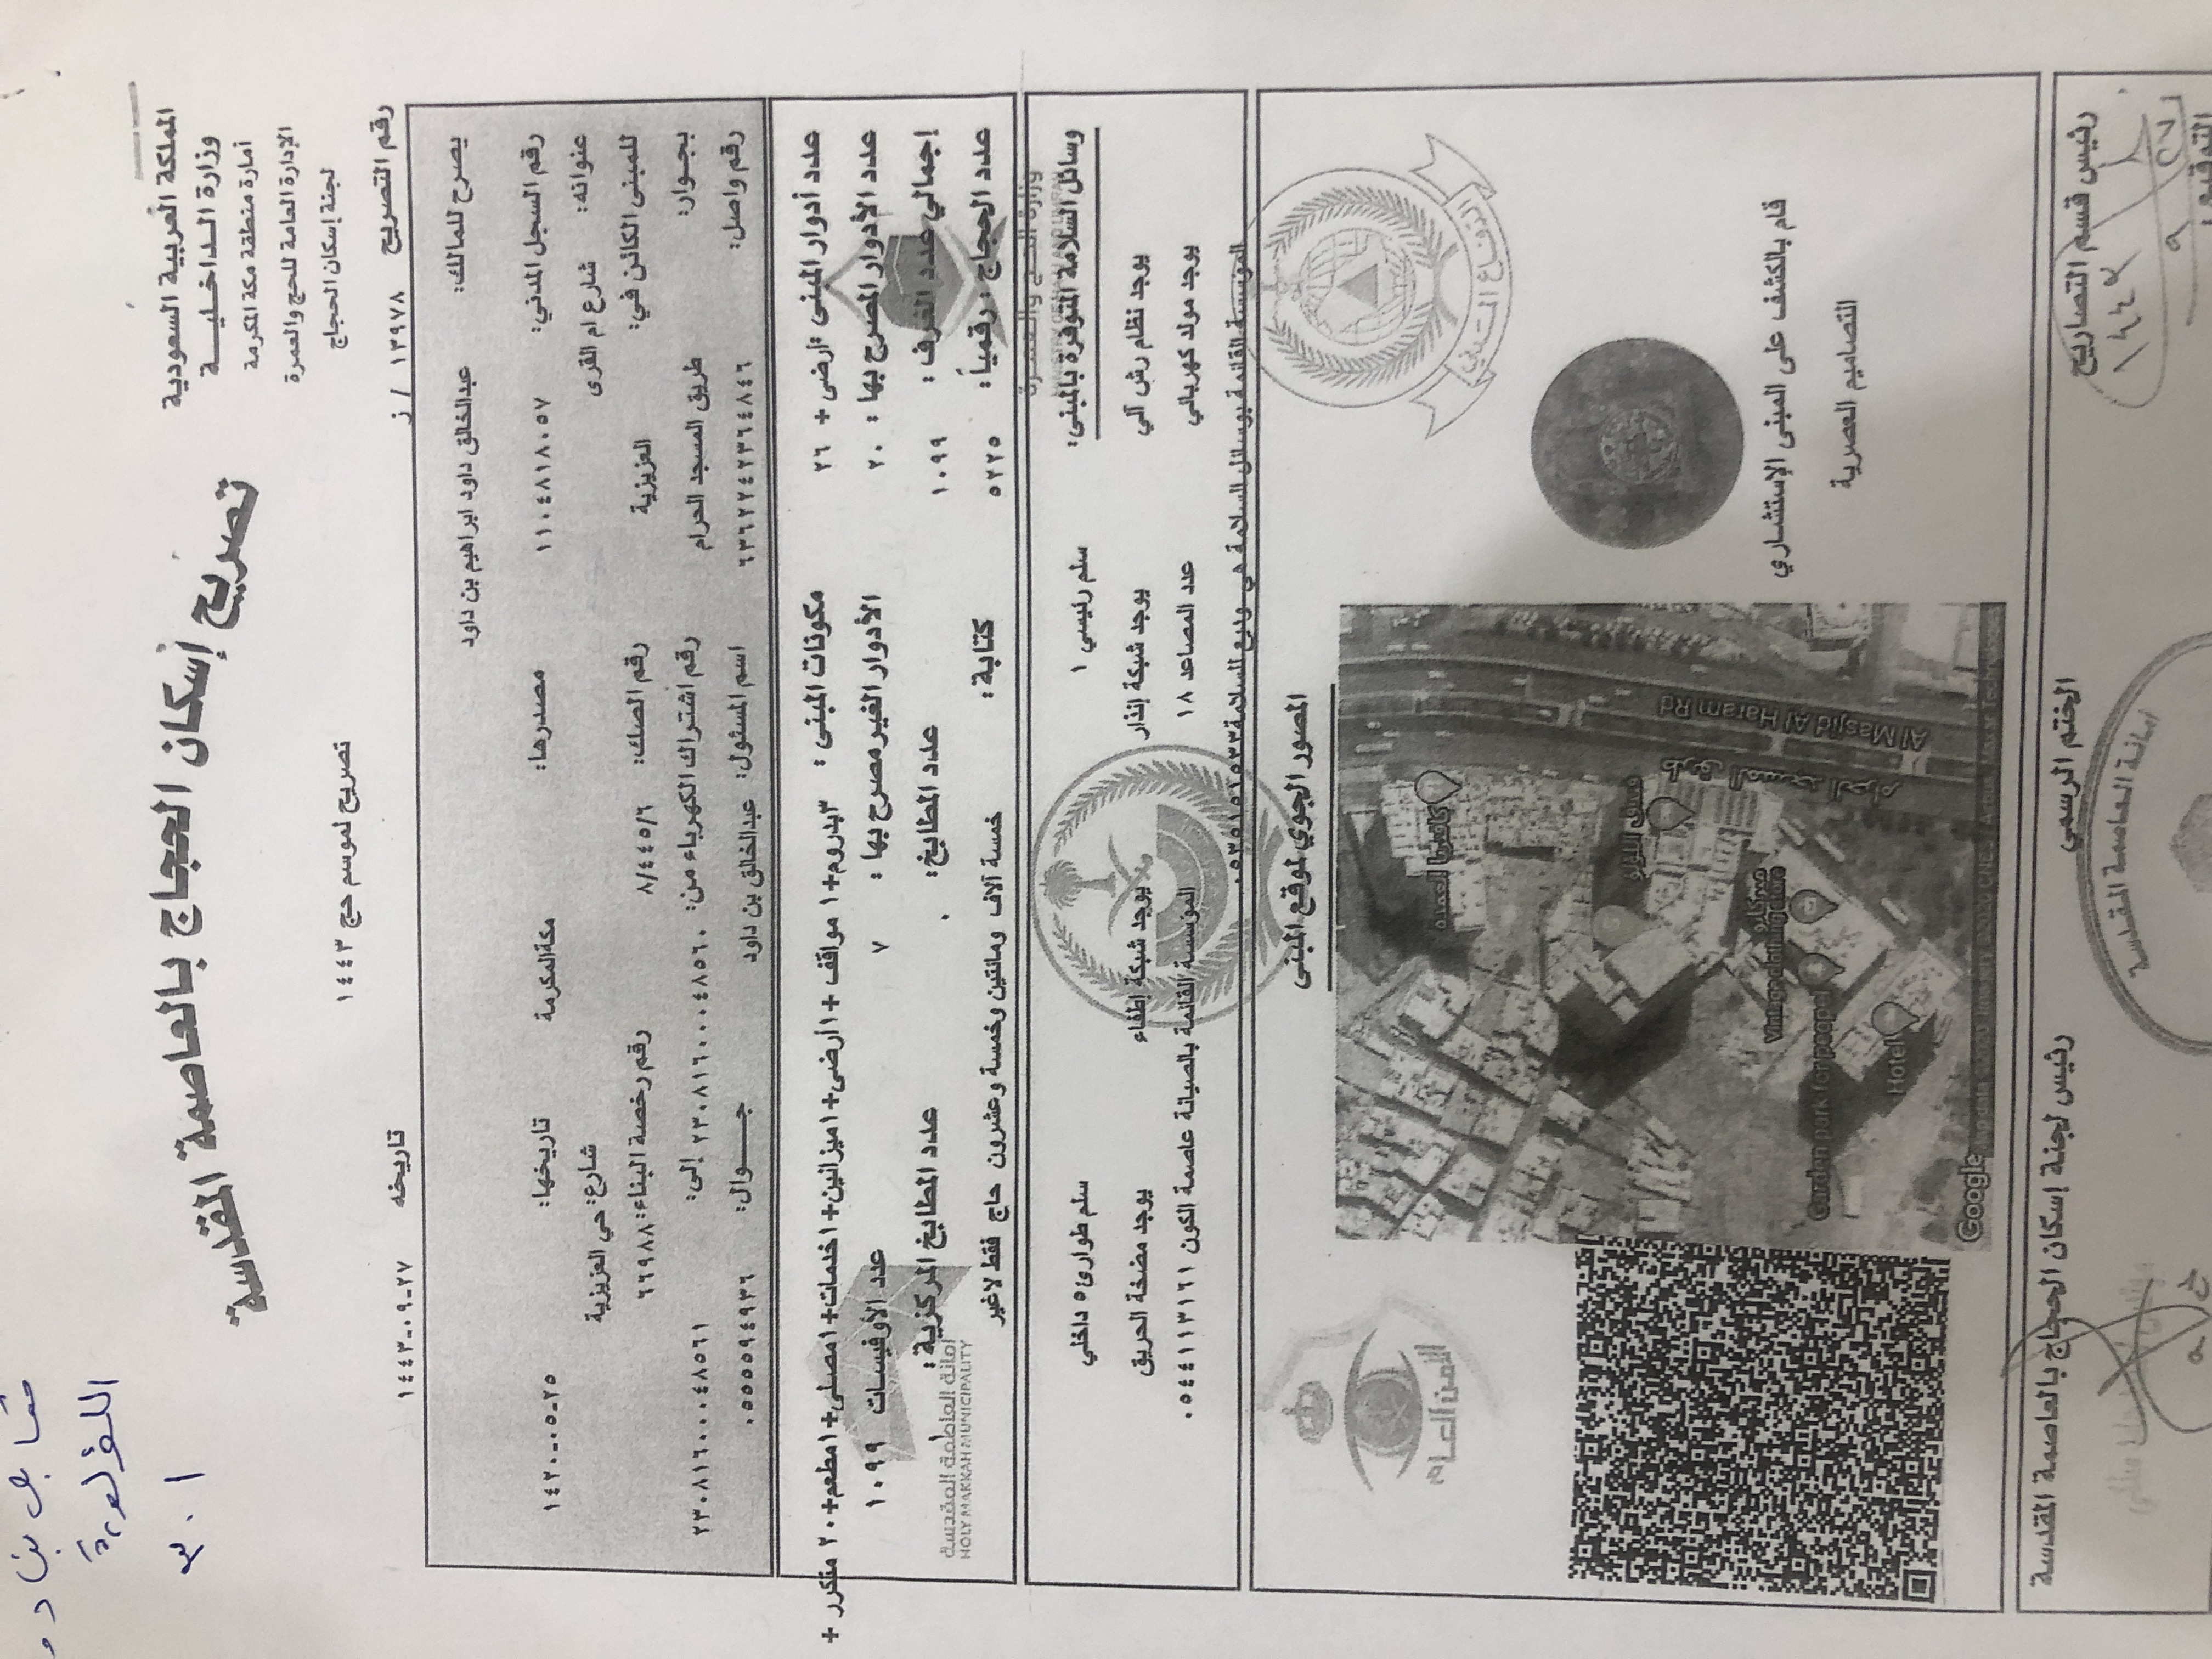 مقابل بنادو
اللؤلؤة
٣٠١
المملكة العربية السعودية
وزارة الداخلية
أمارة منطقة مكة المكرمة
الإدارة العامة للحج والعمرة
لجنة إسكان الحجاج
تصريح إسكان الحجاج بالعاصمة المقدسة
تصريح لموسم حج ١٤٤٣
رقم التصريح ١٣٩٧٨ / ز تاريخه ٢٧-٠٩-١٤٤٣
يصرح للمالك: عبدالخالق داود ابراهيم بن داود
رقم السجل المدني: ١١٠٤٨١٨٠٥٧ مصدرها: مكة المكرمة تاريخها: ٢٥-٠٥-١٤٢٠
عنوانه: شارع ام القرى شارع: حي العزيزية
للمبنى الكائن في: العزيزية رقم الصك: ٨/٤٤٥/٦ رقم رخصة البناء: ٦٦٩٨٨
بجوار: طريق المسجد الحرام رقم اشتراك الكهرباء من: ٢٣٠٨١٦٠٠٠٤٨٥٦٠ إلى: ٢٣٠٨١٦٠٠٠٤٨٥٦١
رقم واصل: ٦٣٦٢٢٤٢٣٦٤٨٤٦ اسم المسئول: عبدالخالق بن داود جوال: ٠٥٥٥٥٩٤٩٣٦
عدد أدوار المبنى: أرضى + ٢٦ مكونات المبنى: ٣بدروم+١ مواقف +١أرضى+١ميزانين+١خدمات+١مصلى+١مطعم+٢٠ متكرر +
عدد الأدوار المصرح بها: ٢٠ الأدوار الغير مصرح بها: ٧ عدد الأوفيسات ١٠٩٩
إجمالي عدد الغرف: ١٠٩٩ عدد المطابخ: ٠ عدد المطابخ المركزية: ١
أمانة العاصمة المقدسة
HOLY MAKKAH MUNICIPALITY
عدد الحجاج: رقمياً: ٥٢٢٥ كتابة: خمسة آلاف ومائتين وخمسة وعشرون حاج فقط لاغير
وزارة الحج والعمرة
MINISTRY OF HAJJ AND UMRAH
وسائل السلامة المتوفرة بالمبنى: سلم رئيسي ١ سلم طوارئ٥ داخلي
يوجد نظام رش آلي يوجد شبكة إنذار يوجد شبكة إطفاء يوجد مضخة الحريق
يوجد مولد كهربائي عدد المصاعد ١٨ المؤسسة القائمة بالصيانة عاصمة الكون ٠٥٤٤١١٣١٦١
المؤسسة القائمة بوسائل السلامة هي وديع للسلامة٠٥٣٥١٥١٥٣٣
المصور الجوي لموقع المبنى
الأمن العام
الدفاع المدني
كافتريا العمده
فندق اللؤلؤ
طريق المسجد الحرام
Al Masjid Al Haram Rd
Vintage clothing store
Garden park for peopel
Hotel
Google
Map data ©2020 Imagery ©2020 CNES / Airbus, Maxar Technologies
قام بالكشف على المبنى الإستشاري
التصاميم العصرية
رئيس قسم التصاريح الختم الرسمي رئيس لجنة إسكان الحجاج بالعاصمة المقدسة
أمانة العاصمة المقدسة
التوقيع: